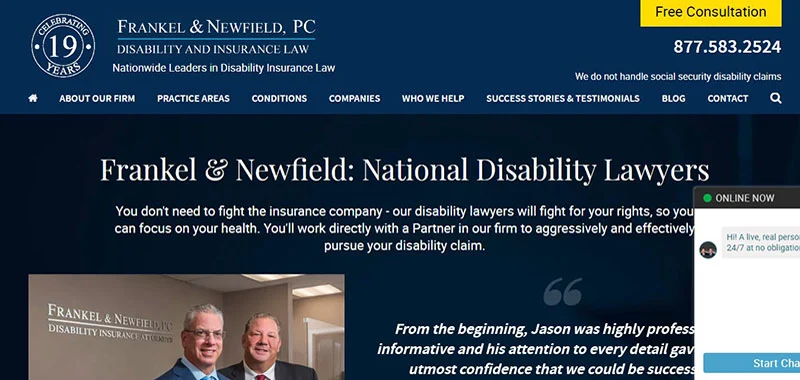 Free Consultation
CELEBRATING
19
YEARS
FRANKEL & NEWFIELD, PC
DISABILITY AND INSURANCE LAW
Nationwide Leaders in Disability Insurance Law
877.583.2524
We do not handle social security disability claims
ABOUT OUR FIRM PRACTICE AREAS CONDITIONS COMPANIES WHO WE HELP SUCCESS STORIES & TESTIMONIALS BLOG CONTACT
Frankel & Newfield: National Disability Lawyers
You don't need to fight the insurance company - our disability lawyers will fight for your rights, so you
can focus on your health. You'll work directly with a Partner in our firm to aggressively and effectively
pursue your disability claim.
ONLINE NOW
Hi! A live, real perso
24/7 at no obligatio
Start Cha
FRANKEL & NEWFIELD, PC
DISABILITY INSURANCE ATTORNEYS
“
From the beginning, Jason was highly profess
informative and his attention to every detail gav
utmost confidence that we could be success